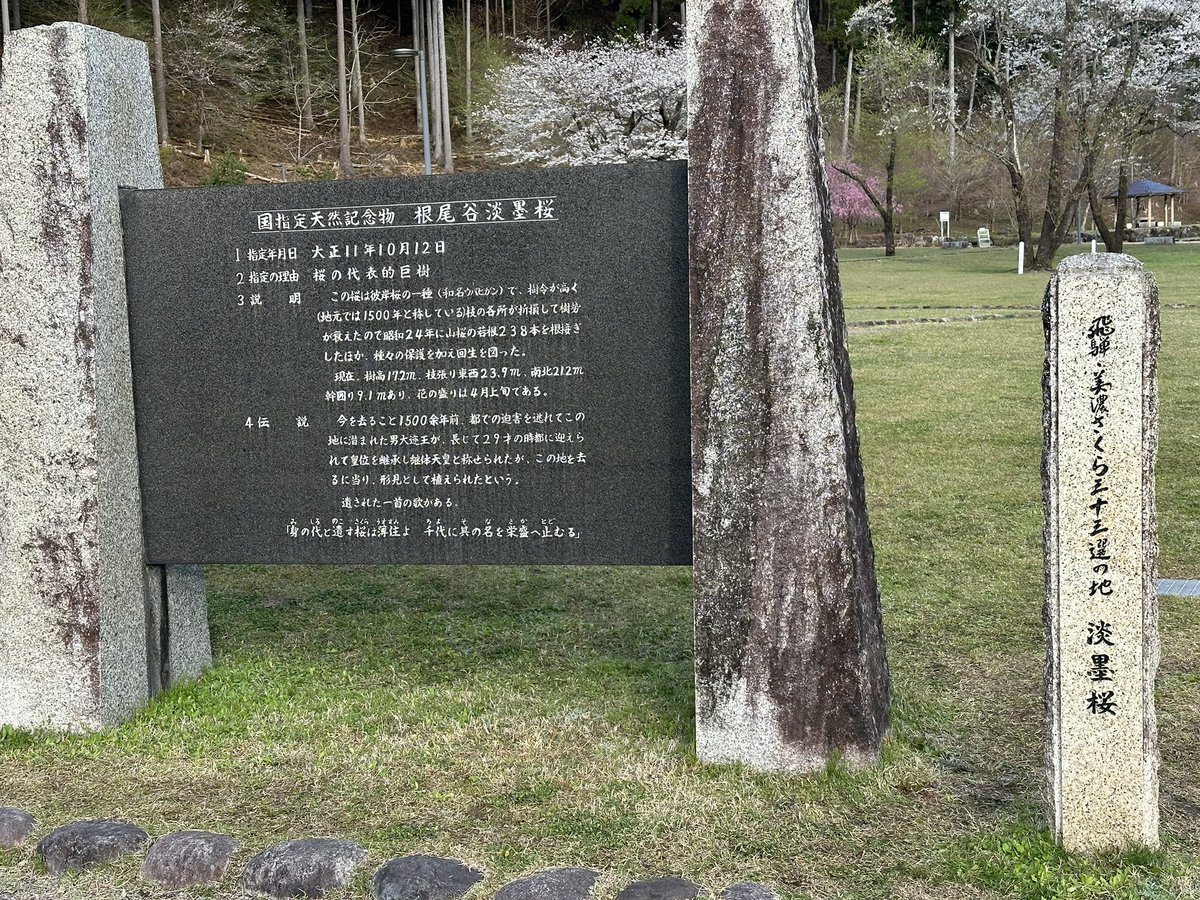 国指定天然記念物 根尾谷淡墨桜
1 指定年月日 大正11年10月12日
2 指定の理由 桜の代表的巨樹
3 説 明 この桜は彼岸桜の一種(和名ウバヒガン)で、樹令が高く
(地元では1500年と称している)枝の各所が折損して樹勢
が衰えたので昭和24年に山桜の若根238本を根接ぎ
したほか、種々の保護を加え回生を図った。
現在、樹高17.2m、枝張り東西23.9m、南北21.2m
幹囲り9.1mあり、花の盛りは4月上旬である。
4 伝 説 今を去ること1500余年前、都での迫害を逃れてこの
地に潜まれた男大迹王が、長じて29才の時都に迎えら
れて皇位を継承し継体天皇と称せられたが、この地を去
るに当り、形見として植えられたという。
遺された一首の歌がある。
「身の代と遺す桜は薄住よ 千代に其の名を栄盛へ止むる」
飛騨・美濃さくら三十三選の地 淡墨桜